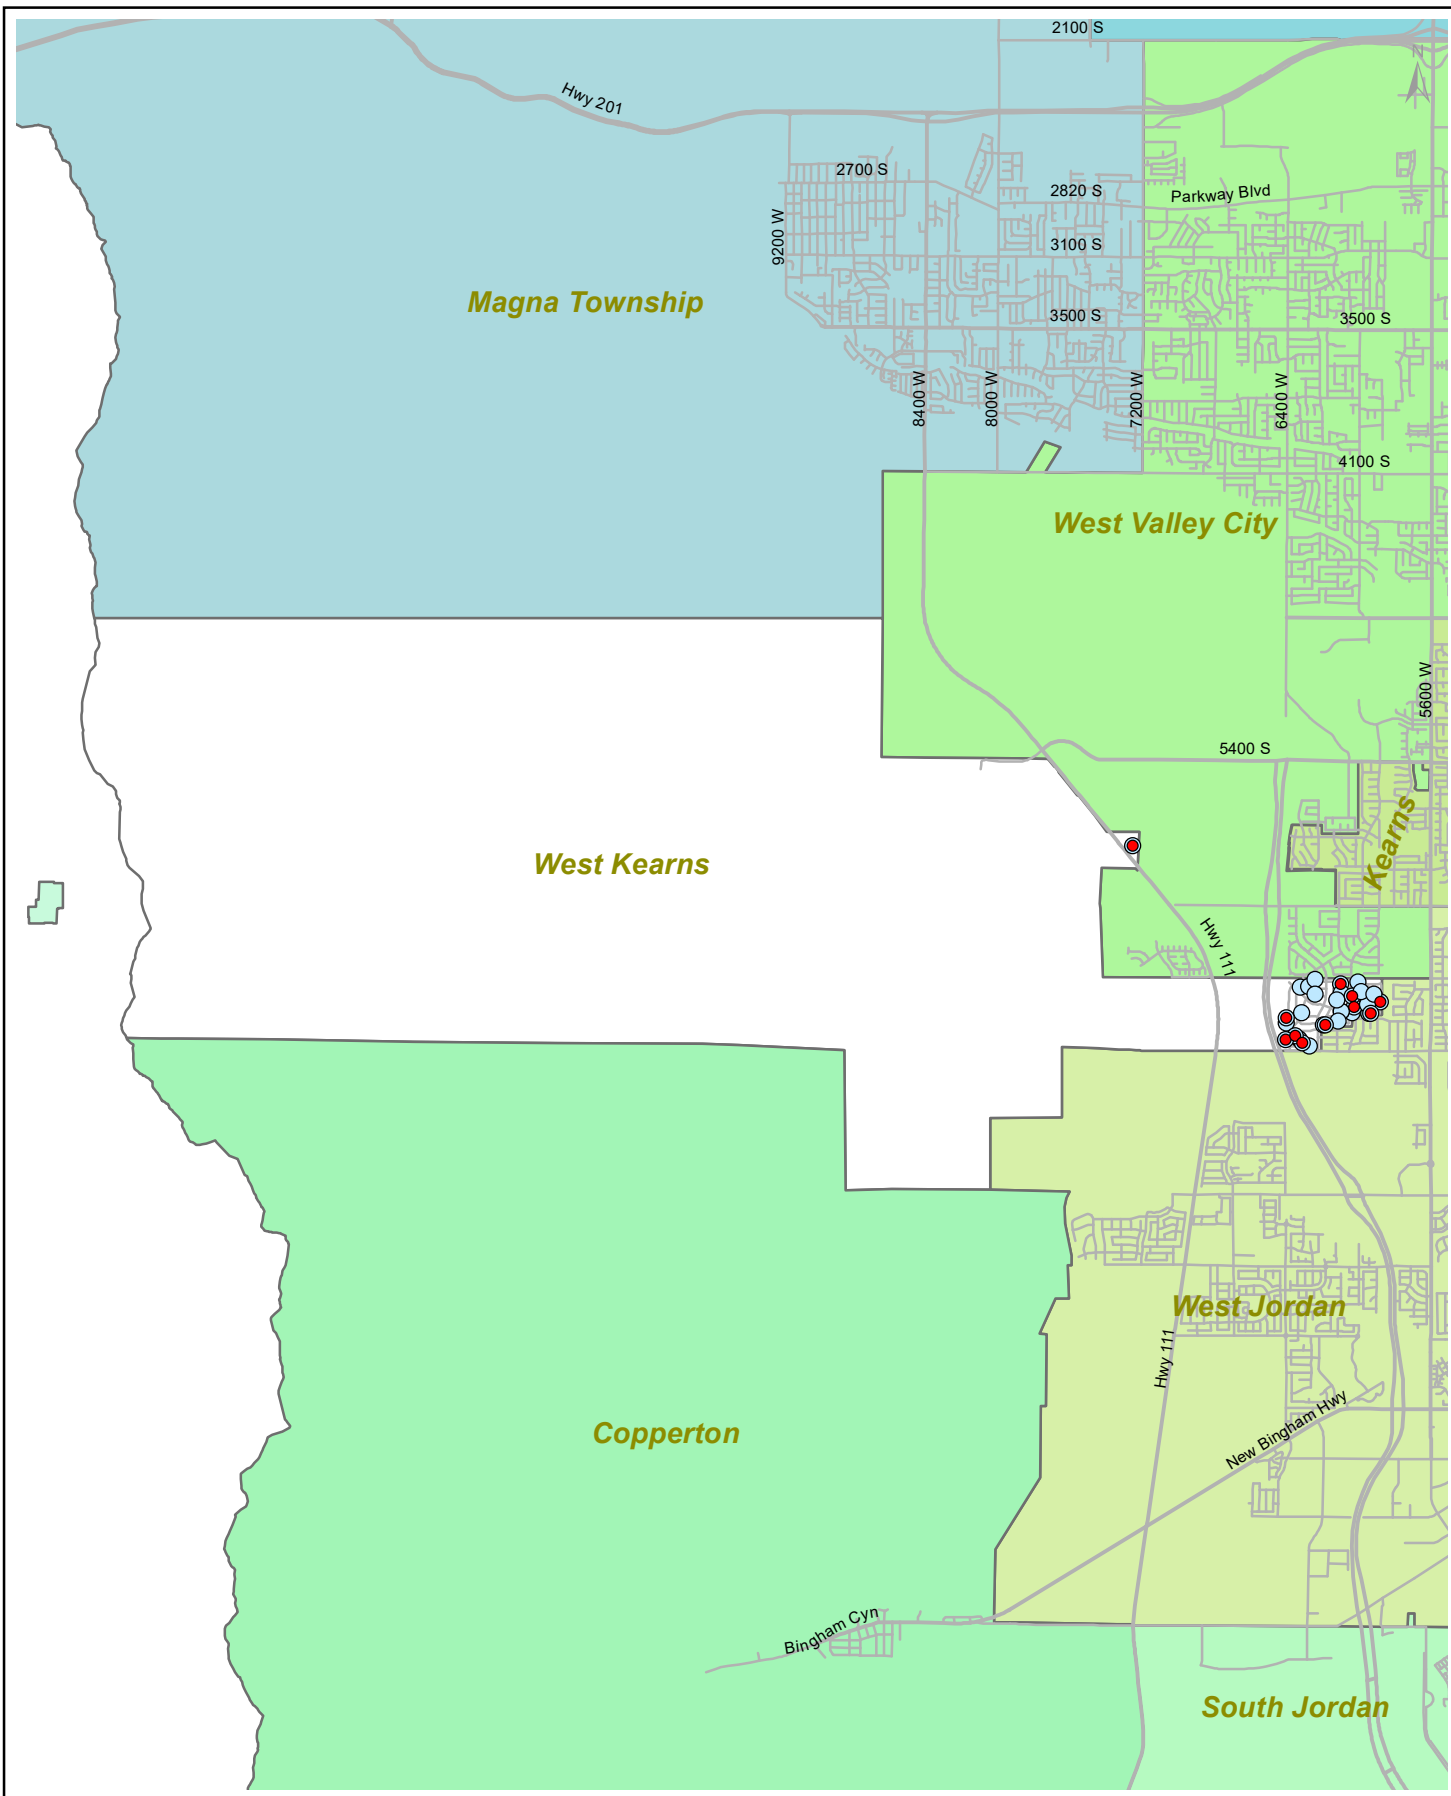 2100 S
N
Hwy 201
2700 S
2820 S
Parkway Blvd
9200 W
3100 S
Magna Township
3500 S
3500 S
8400 W
8000 W
7200 W
6400 W
4100 S
West Valley City
5600 W
5400 S
Kearns
West Kearns
Hwy 111
West Jordan
Hwy 111
New Bingham Hwy
Copperton
Bingham Cyn
South Jordan